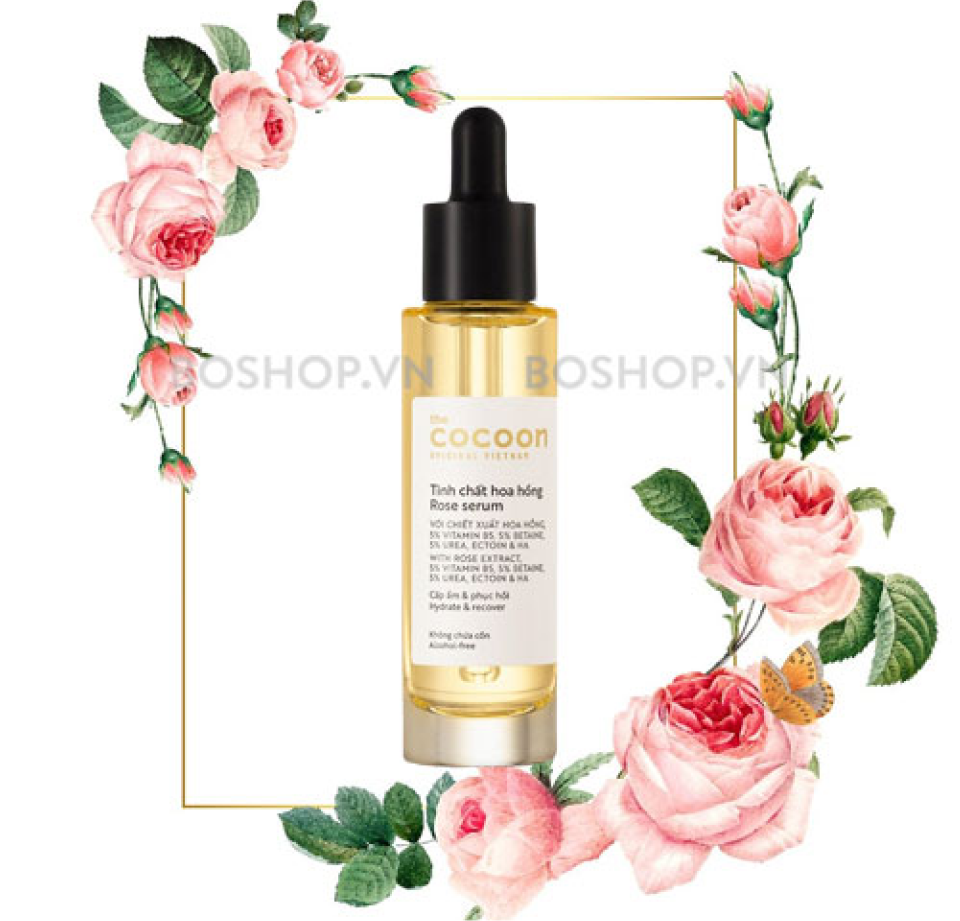 BOSHOP.VN BOSHOP.VN
the
cocoon
ORIGINAL VIETNAM
Tinh chất hoa hồng
Rose serum
VỚI CHIẾT XUẤT HOA HỒNG,
5% VITAMIN B5, 5% BETAINE,
5% UREA, ECTOIN & HA
WITH ROSE EXTRACT,
5% VITAMIN B5, 5% BETAINE,
5% UREA, ECTOIN & HA
Cấp ẩm & phục hồi
Hydrate & recover
Không chứa cồn
Alcohol-free